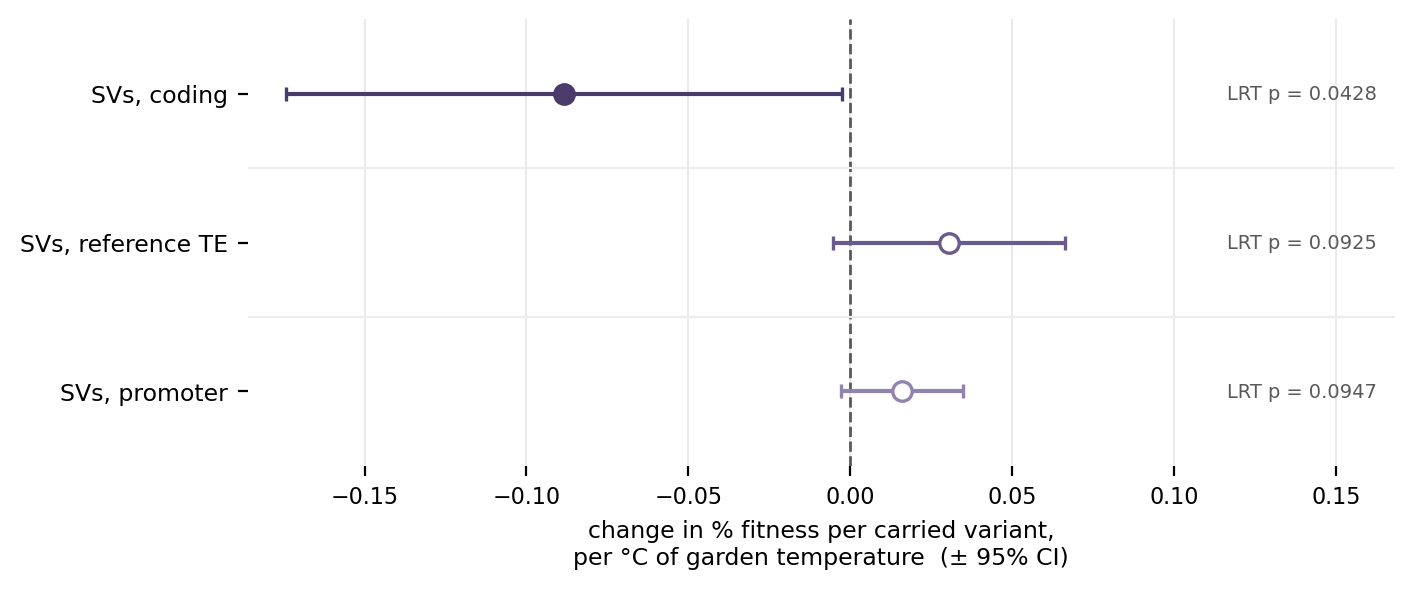 SVs, coding
LRT p = 0.0428
SVs, reference TE
LRT p = 0.0925
SVs, promoter
LRT p = 0.0947
−0.15 −0.10 −0.05 0.00 0.05 0.10 0.15
change in % fitness per carried variant,
per °C of garden temperature (± 95% CI)